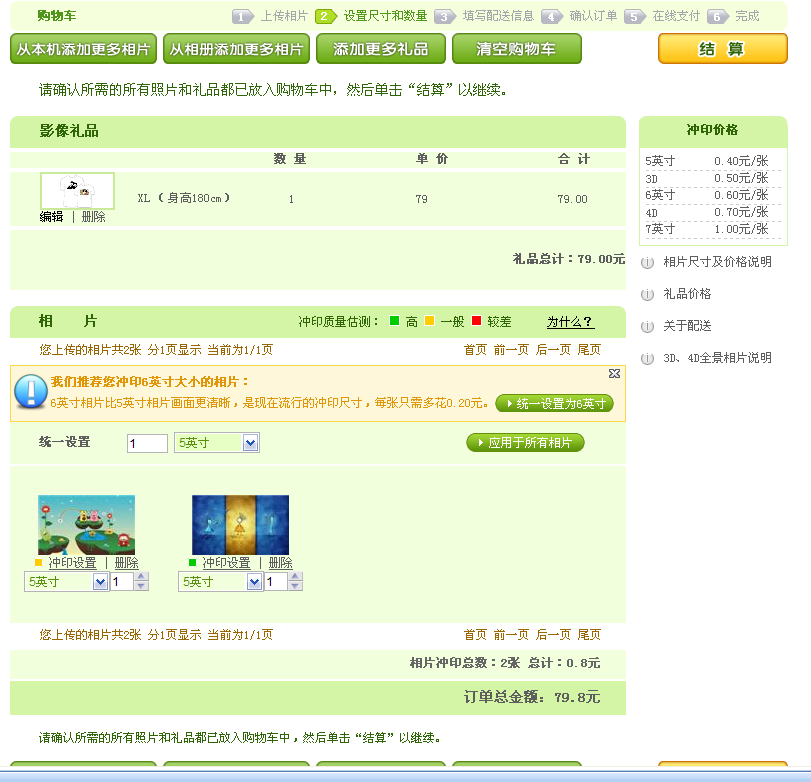 购物车 1 上传相片 2 设置尺寸和数量 3 填写配送信息 4 确认订单 5 在线支付 6 完成
从本机添加更多相片 从相册添加更多相片 添加更多礼品 清空购物车 结 算
请确认所需的所有照片和礼品都已放入购物车中，然后单击“结算”以继续。
影像礼品
数 量 单 价 合 计
XL （ 身高180cm ） 1 79 79.00
编辑 | 删除
礼品总计：79.00元
相 片 冲印质量估测： 高 一般 较差 为什么？
您上传的相片共2张 分1页显示 当前为1/1页 首页 前一页 后一页 尾页
我们推荐您冲印6英寸大小的相片：
6英寸相片比5英寸相片画面更清晰，是现在流行的冲印尺寸，每张只需多花0.20元。 统一设置为6英寸
统一设置 1 5英寸 应用于所有相片
冲印设置 | 删除 冲印设置 | 删除
5英寸 1 5英寸 1
您上传的相片共2张 分1页显示 当前为1/1页 首页 前一页 后一页 尾页
相片冲印总数：2张 总计：0.8元
订单总金额：79.8元
请确认所需的所有照片和礼品都已放入购物车中，然后单击“结算”以继续。
冲印价格
5英寸 0.40元/张
3D 0.50元/张
6英寸 0.60元/张
4D 0.70元/张
7英寸 1.00元/张
相片尺寸及价格说明
礼品价格
关于配送
3D、4D全景相片说明